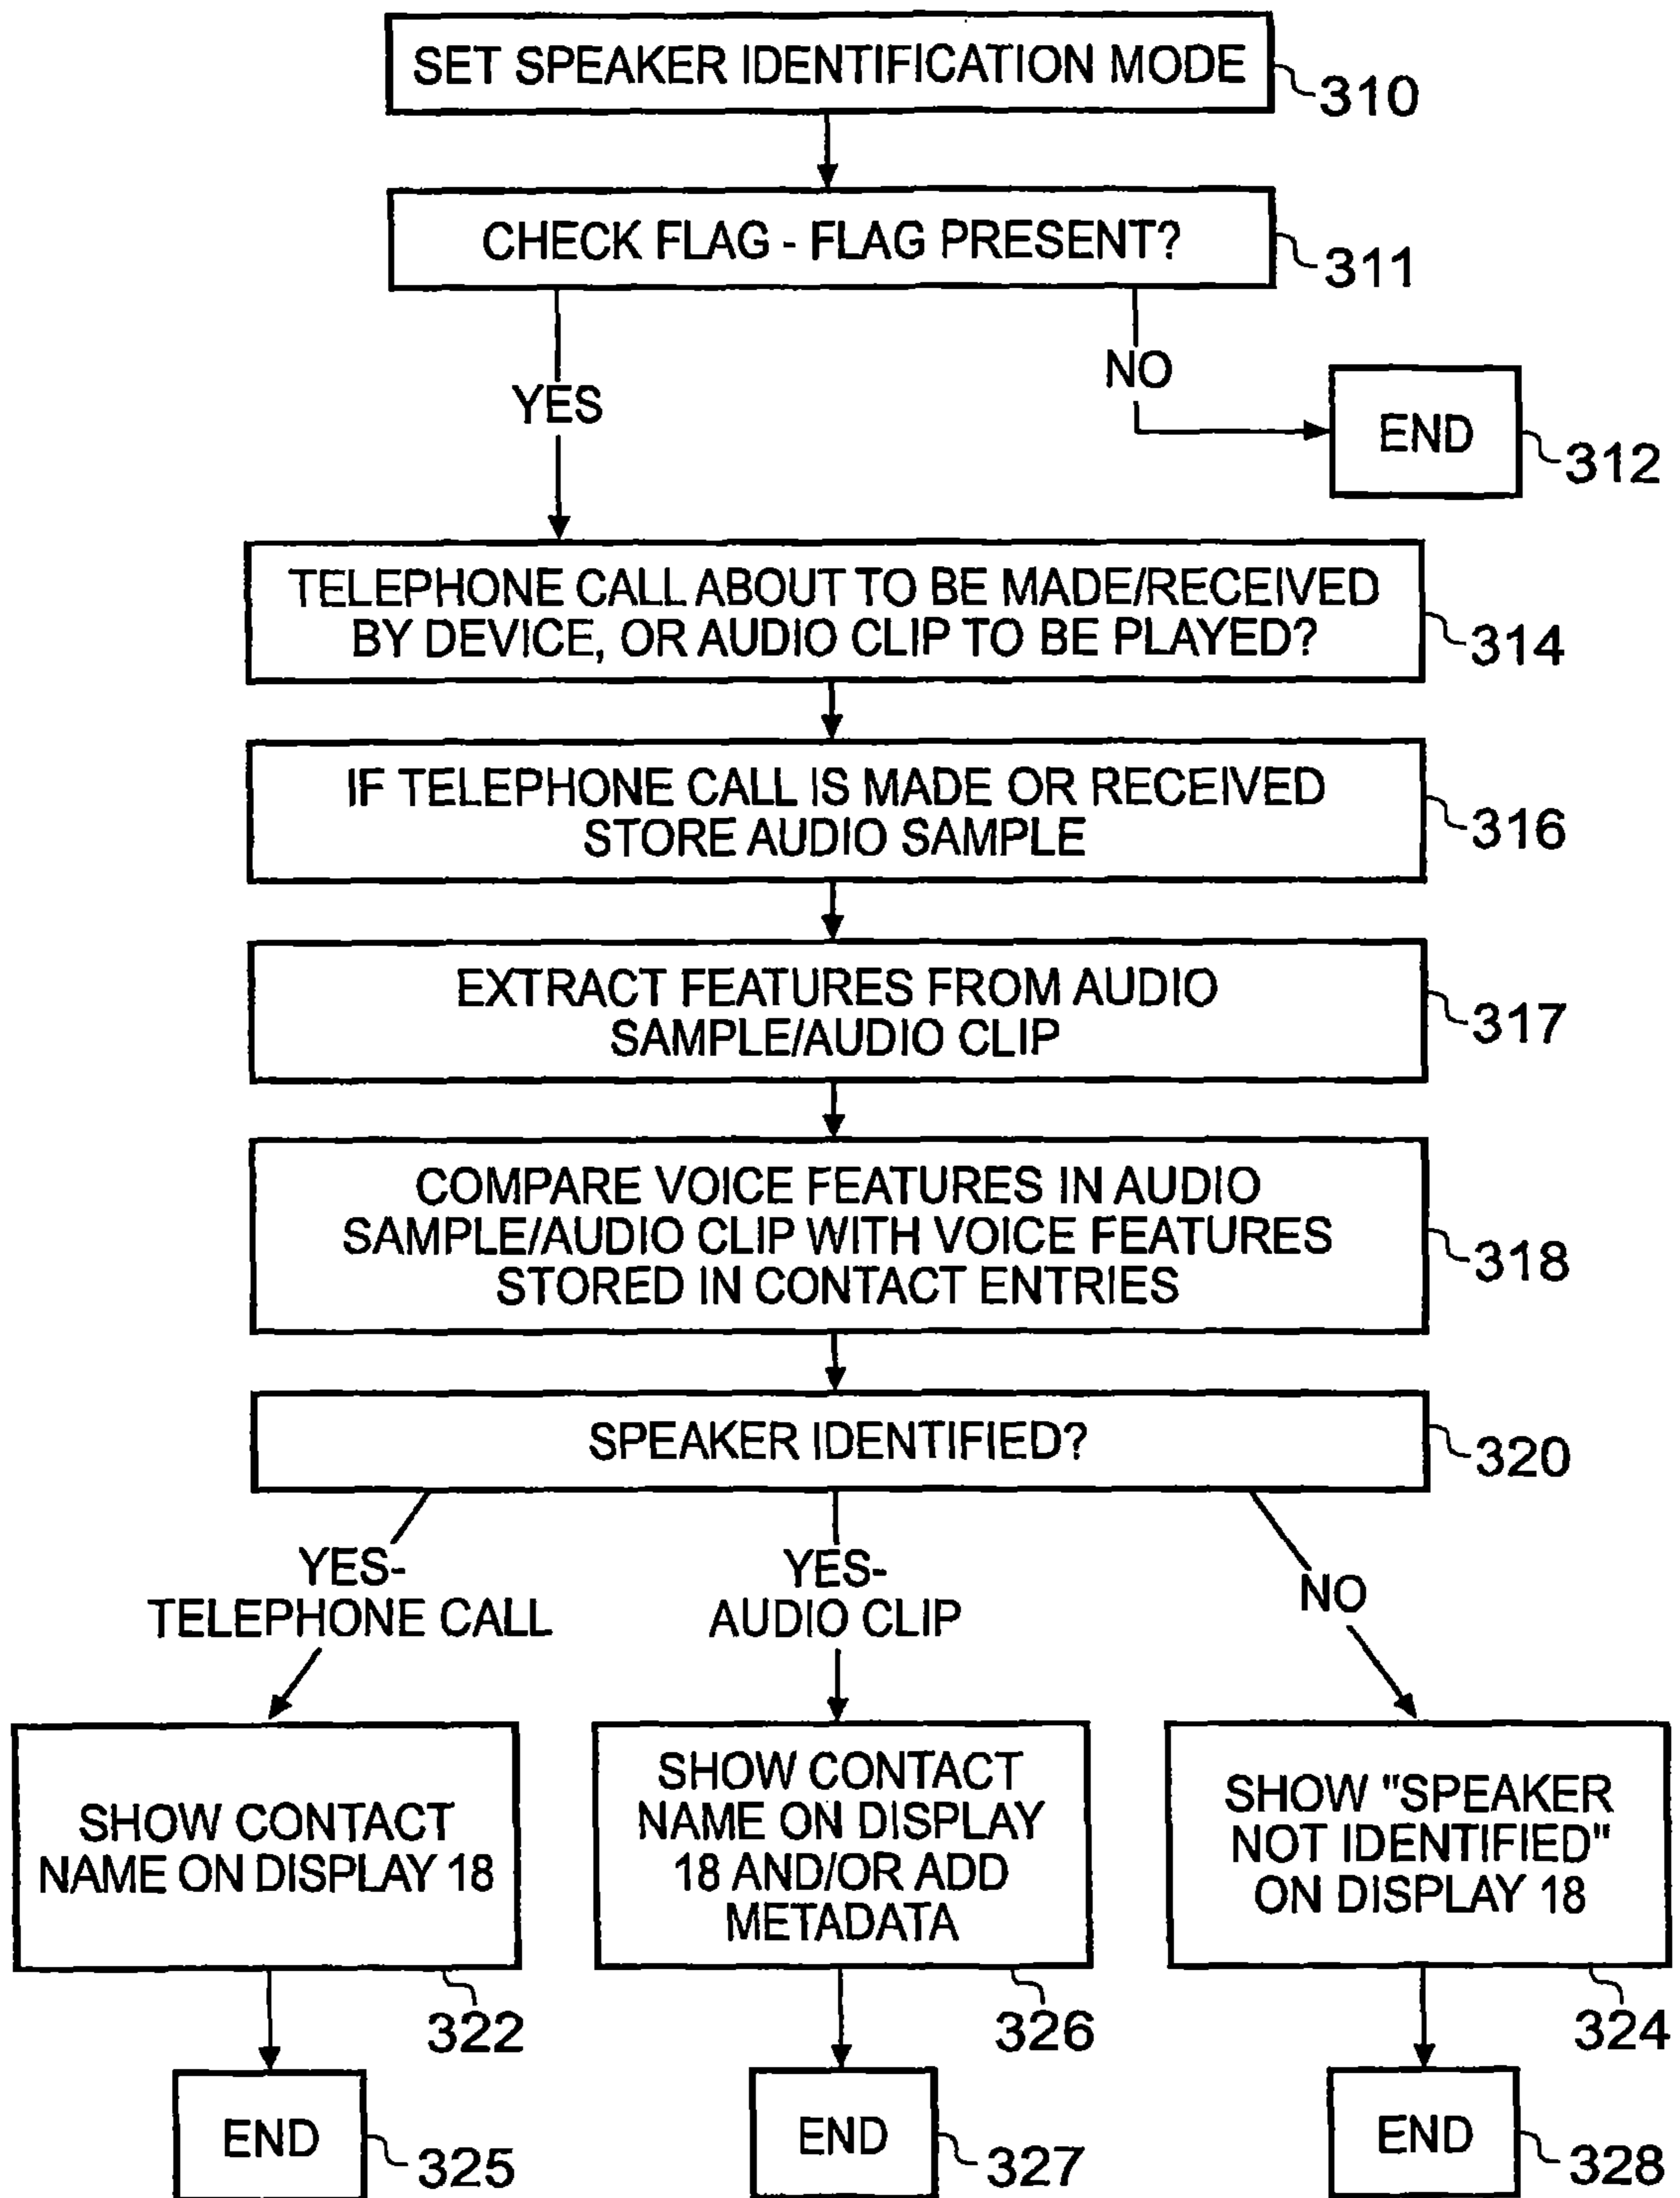 SET SPEAKER IDENTIFICATION MODE
310
CHECK FLAG - FLAG PRESENT?
311
YES
NO
END
312
TELEPHONE CALL ABOUT TO BE MADE/RECEIVED
BY DEVICE, OR AUDIO CLIP TO BE PLAYED?
314
IF TELEPHONE CALL IS MADE OR RECEIVED
STORE AUDIO SAMPLE
316
EXTRACT FEATURES FROM AUDIO
SAMPLE/AUDIO CLIP
317
COMPARE VOICE FEATURES IN AUDIO
SAMPLE/AUDIO CLIP WITH VOICE FEATURES
STORED IN CONTACT ENTRIES
318
SPEAKER IDENTIFIED?
320
YES-
TELEPHONE CALL
YES-
AUDIO CLIP
NO
SHOW CONTACT
NAME ON DISPLAY 18
322
SHOW CONTACT
NAME ON DISPLAY
18 AND/OR ADD
METADATA
326
SHOW "SPEAKER
NOT IDENTIFIED"
ON DISPLAY 18
324
END
325
END
327
END
328